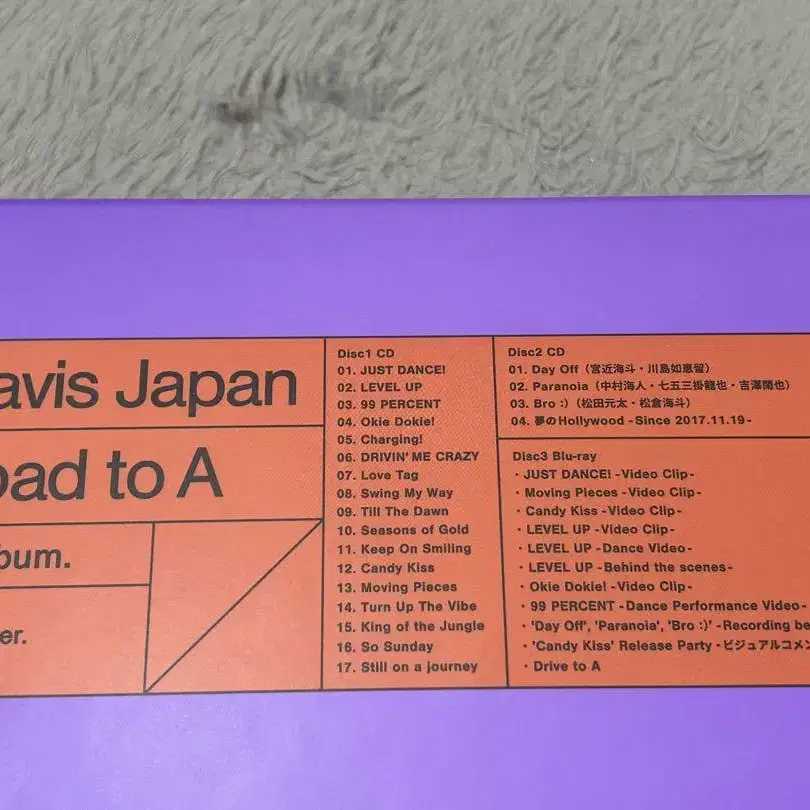 avis Japan
oad to A
bum.
er.
Disc1 CD
01. JUST DANCE!
02. LEVEL UP
03. 99 PERCENT
04. Okie Dokie!
05. Charging!
06. DRIVIN' ME CRAZY
07. Love Tag
08. Swing My Way
09. Till The Dawn
10. Seasons of Gold
11. Keep On Smiling
12. Candy Kiss
13. Moving Pieces
14. Turn Up The Vibe
15. King of the Jungle
16. So Sunday
17. Still on a journey
Disc2 CD
01. Day Off（宮近海斗・川島如恵留）
02. Paranoia（中村海人・七五三掛龍也・吉澤閑也）
03. Bro :)（松田元太・松倉海斗）
04. 夢のHollywood -Since 2017.11.19-
Disc3 Blu-ray
・JUST DANCE! -Video Clip-
・Moving Pieces -Video Clip-
・Candy Kiss -Video Clip-
・LEVEL UP -Video Clip-
・LEVEL UP -Dance Video-
・LEVEL UP -Behind the scenes-
・Okie Dokie! -Video Clip-
・99 PERCENT -Dance Performance Video-
・'Day Off', 'Paranoia', 'Bro :)' -Recording be
・'Candy Kiss' Release Party -ビジュアルコメン
・Drive to A